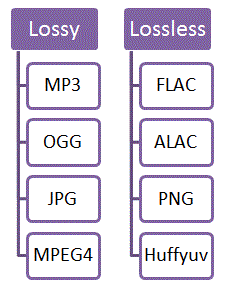 Lossy
MP3
OGG
JPG
MPEG4
Lossless
FLAC
ALAC
PNG
Huffyuv